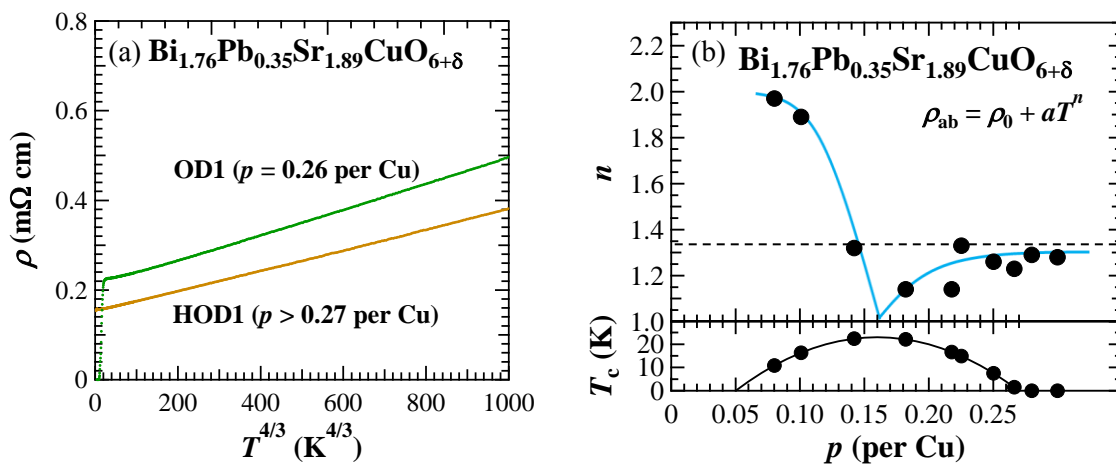 (a) Bi1.76Pb0.35Sr1.89CuO6+δ
0.8
0.6
0.4
0.2
0
ρ (mΩ cm)
OD1 (p = 0.26 per Cu)
HOD1 (p > 0.27 per Cu)
0 200 400 600 800 1000
T^4/3 (K^4/3)
(b) Bi1.76Pb0.35Sr1.89CuO6+δ
ρab = ρ0 + aT^n
2.2
2.0
1.8
1.6
1.4
1.2
1.0
n
20
10
0
Tc (K)
0 0.05 0.10 0.15 0.20 0.25
p (per Cu)